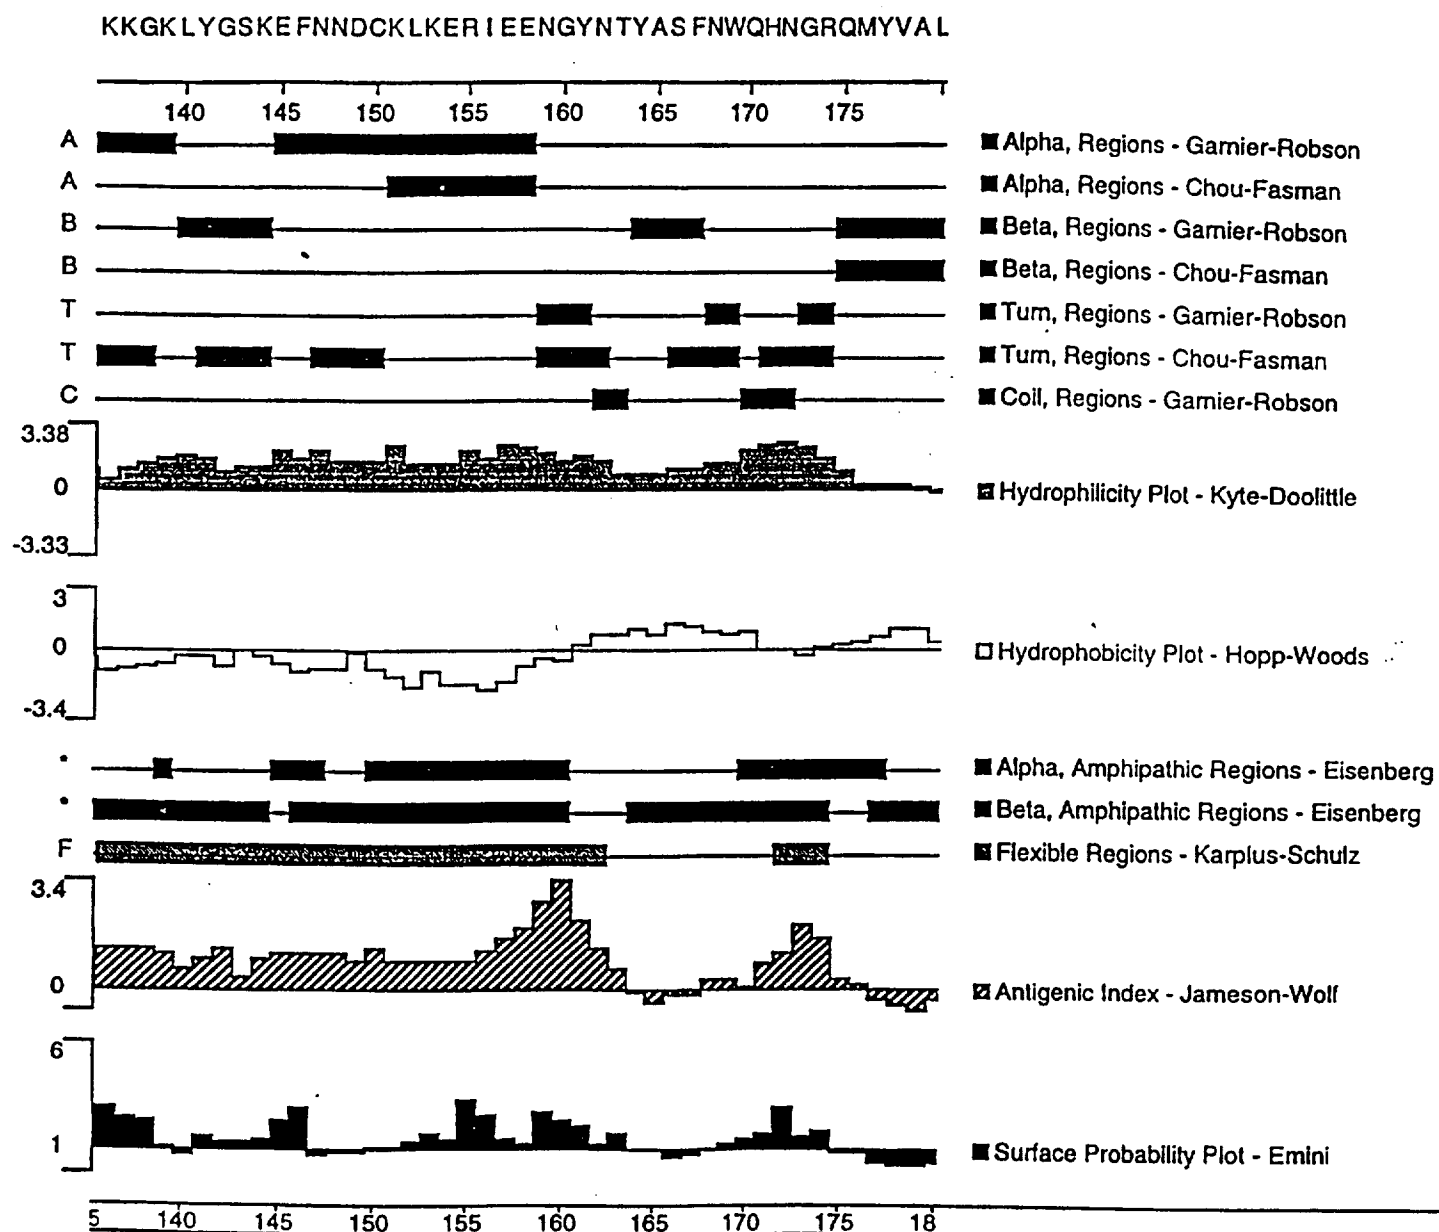 KKGKLYGSKEFNNDCKLKERIEENGYNTYASFNWQHNGRQMYVAL
140 145 150 155 160 165 170 175
A ■Alpha, Regions - Garnier-Robson
A ■Alpha, Regions - Chou-Fasman
B ■Beta, Regions - Garnier-Robson
B ■Beta, Regions - Chou-Fasman
T ■Turn, Regions - Garnier-Robson
T ■Turn, Regions - Chou-Fasman
C ■Coil, Regions - Garnier-Robson
3.38
0 Hydrophilicity Plot - Kyte-Doolittle
-3.33
3
0 □Hydrophobicity Plot - Hopp-Woods
-3.4
* ■Alpha, Amphipathic Regions - Eisenberg
* ■Beta, Amphipathic Regions - Eisenberg
F Flexible Regions - Karplus-Schulz
3.4
0 Antigenic Index - Jameson-Wolf
6
1 ■Surface Probability Plot - Emini
5 140 145 150 155 160 165 170 175 18